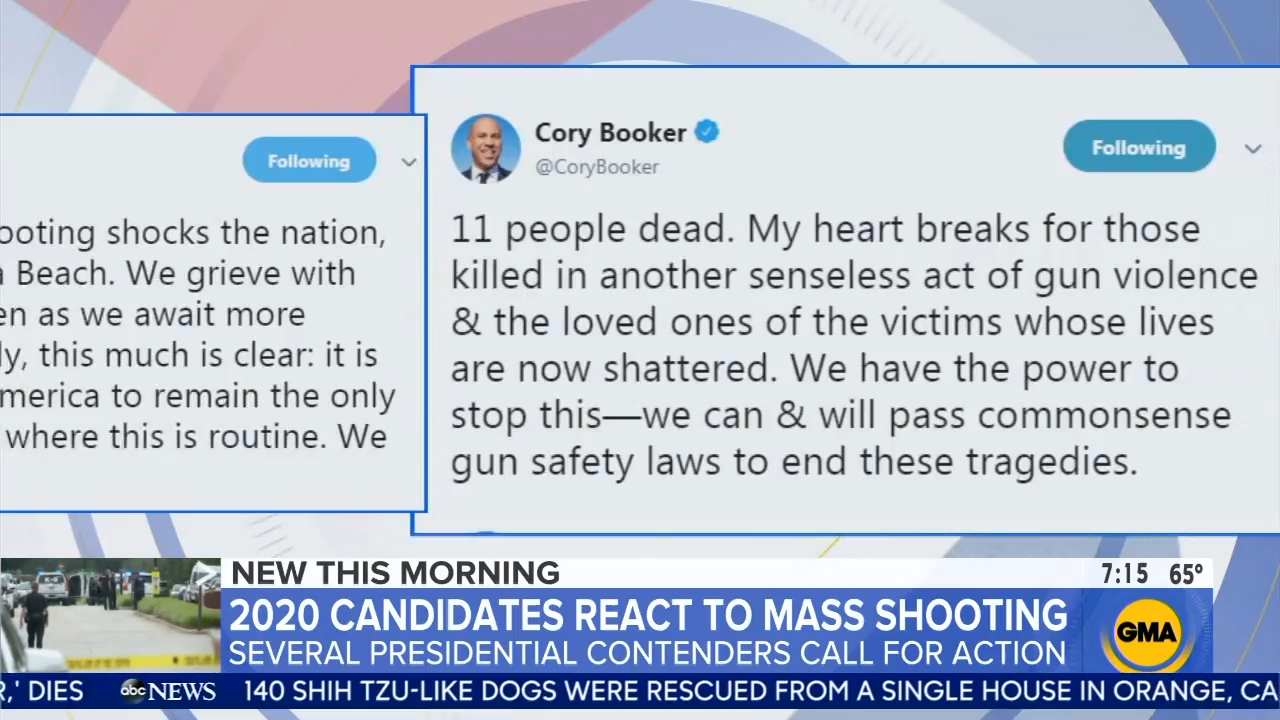 Following
ooting shocks the nation,
Beach. We grieve with
en as we await more
ly, this much is clear: it is
merica to remain the only
where this is routine. We
Cory Booker
@CoryBooker
Following
11 people dead. My heart breaks for those
killed in another senseless act of gun violence
& the loved ones of the victims whose lives
are now shattered. We have the power to
stop this—we can & will pass commonsense
gun safety laws to end these tragedies.
NEW THIS MORNING
7:15 65°
2020 CANDIDATES REACT TO MASS SHOOTING
SEVERAL PRESIDENTIAL CONTENDERS CALL FOR ACTION
GMA
R,' DIES abc NEWS 140 SHIH TZU-LIKE DOGS WERE RESCUED FROM A SINGLE HOUSE IN ORANGE, CA